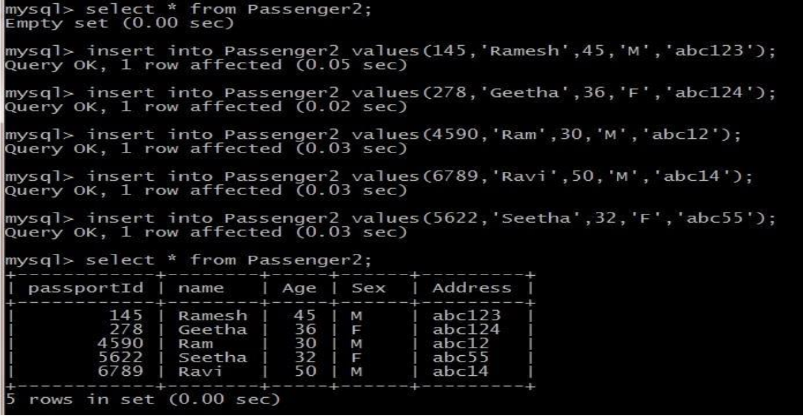 mysql> select * from Passenger2;
Empty set (0.00 sec)
mysql> insert into Passenger2 values(145,'Ramesh',45,'M','abc123');
Query OK, 1 row affected (0.05 sec)
mysql> insert into Passenger2 values(278,'Geetha',36,'F','abc124');
Query OK, 1 row affected (0.02 sec)
mysql> insert into Passenger2 values(4590,'Ram',30,'M','abc12');
Query OK, 1 row affected (0.03 sec)
mysql> insert into Passenger2 values(6789,'Ravi',50,'M','abc14');
Query OK, 1 row affected (0.03 sec)
mysql> insert into Passenger2 values(5622,'Seetha',32,'F','abc55');
Query OK, 1 row affected (0.03 sec)
mysql> select * from Passenger2;
+------------+--------+------+------+---------+
| passportId | name   | Age  | Sex  | Address |
+------------+--------+------+------+---------+
|        145 | Ramesh |   45 | M    | abc123  |
|        278 | Geetha |   36 | F    | abc124  |
|       4590 | Ram    |   30 | M    | abc12   |
|       5622 | Seetha |   32 | F    | abc55   |
|       6789 | Ravi   |   50 | M    | abc14   |
+------------+--------+------+------+---------+
5 rows in set (0.00 sec)